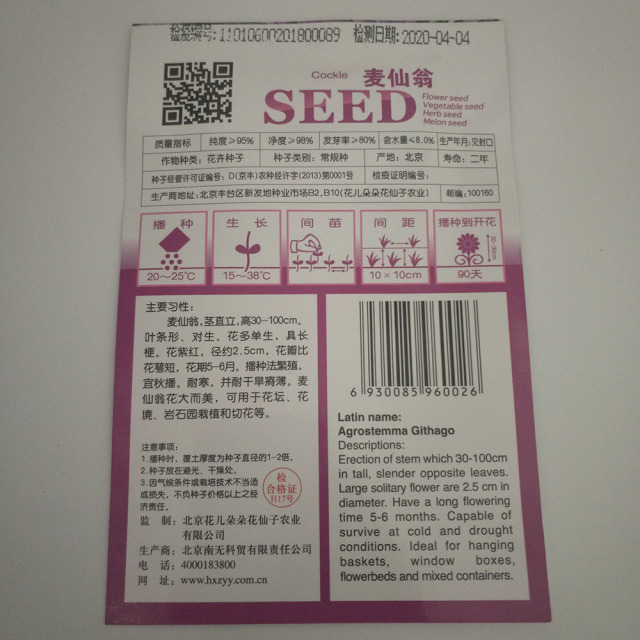 检疫编号:11010600201800089 检测日期:2020-04-04
Cockle 麦仙翁
SEED
Flower seed
Vegetable seed
Herb seed
Melon seed
质量指标 纯度≥95% 净度≥98% 发芽率≥80% 含水量≤8.0% 生产年月:见封口
作物种类: 花卉种子 种子类别: 常规种 产地: 北京 寿命: 二年
种子经营许可证编号: D(京丰)农种经许字(2013)第0001号 检疫证明编号:
生产商地址: 北京丰台区新发地种业市场B2,B10(花儿朵朵花仙子农业) 邮编: 100160
播种 生长 间苗 间距 播种到开花
20-30cm
20~25℃ 15~38℃ 10×10cm 90天
主要习性:
麦仙翁,茎直立,高30-100cm。
叶条形、对生,花多单生,具长
梗。花紫红,径约2.5cm,花瓣比
花萼短,花期5-6月。播种法繁殖,
宜秋播。耐寒,并耐干旱瘠薄。麦
仙翁花大而美,可用于花坛、花
境、岩石园栽植和切花等。
注意事项:
1.播种时,覆土厚度为种子直径的1-2倍。
2.种子放在避光、干燥处。
3.因气候条件或栽培技术不当造
成损失,不负种子价格以上之经
济责任。
检
合格证
H17号
监制: 北京花儿朵朵花仙子农业
有限公司
生产商: 北京南无科贸有限责任公司
电话: 4000183800
网址: www.hxzyy.com.cn
6 930085 960026
Latin name:
Agrostemma Githago
Descriptions:
Erection of stem which 30-100cm
in tall, slender opposite leaves.
Large solitary flower are 2.5 cm in
diameter. Have a long flowering
time 5-6 months. Capable of
survive at cold and drought
conditions. Ideal for hanging
baskets, window boxes,
flowerbeds and mixed containers.